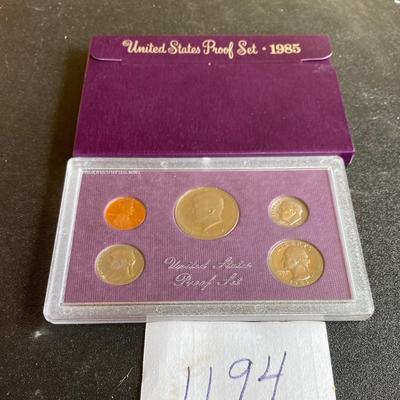 United States Proof Set · 1985
United States
Proof Set
1194